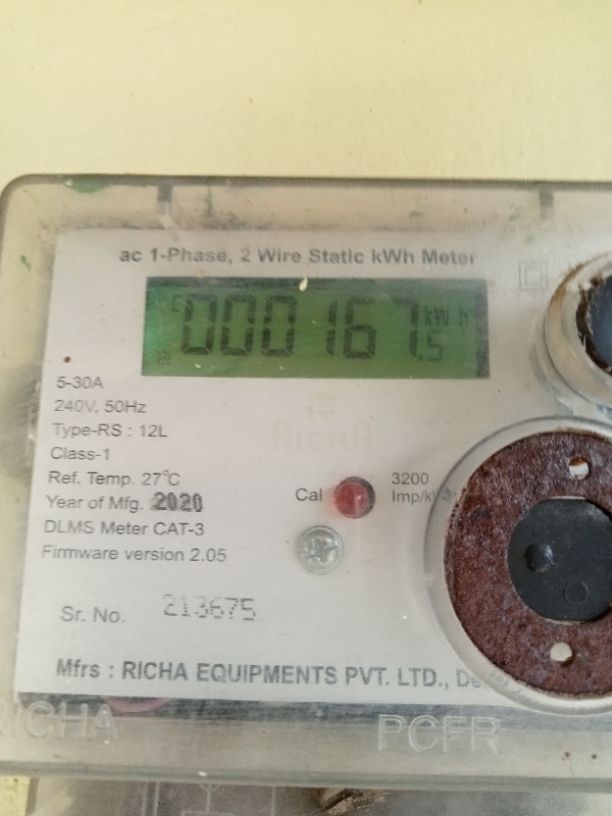 ac 1-Phase, 2 Wire Static kWh Meter
000167.5 kWh
5-30A
240V, 50Hz
Type-RS : 12L
Class-1
Ref. Temp. 27°C
Year of Mfg. 2020
DLMS Meter CAT-3
Firmware version 2.05
Cal
3200
Sr. No. 213675
Mfrs : RICHA EQUIPMENTS PVT. LTD.,
RICHA PCFR